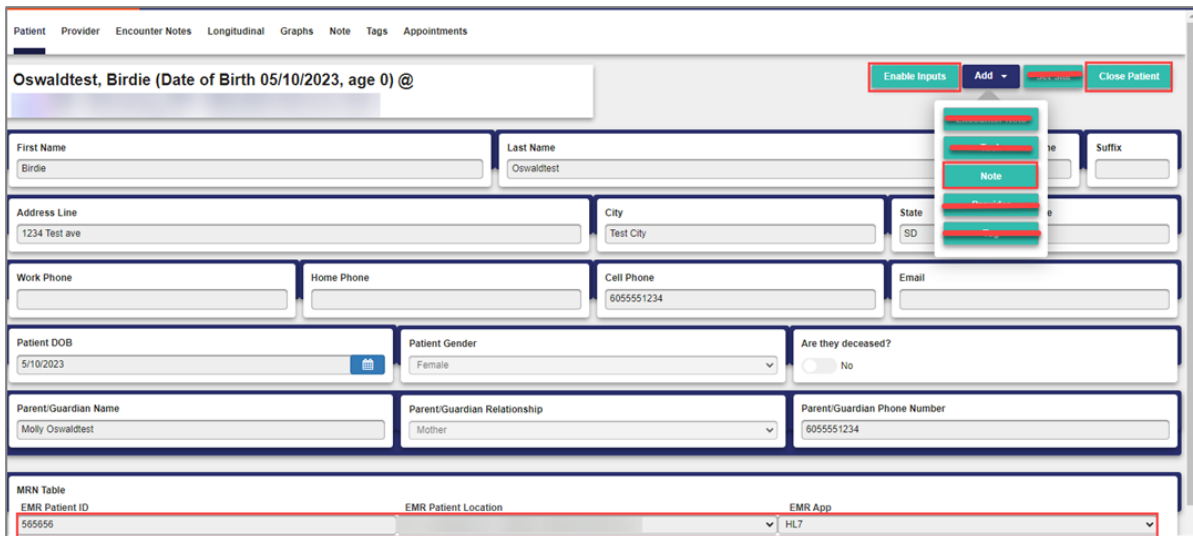 Patient Provider Encounter Notes Longitudinal Graphs Note Tags Appointments
Oswaldtest, Birdie (Date of Birth 05/10/2023, age 0) @
Enable Inputs Add Close Patient
Note
First Name Last Name Suffix
Birdie Oswaldtest
Address Line City State
1234 Test ave Test City SD
Work Phone Home Phone Cell Phone Email
6055551234
Patient DOB Patient Gender Are they deceased?
5/10/2023 Female No
Parent/Guardian Name Parent/Guardian Relationship Parent/Guardian Phone Number
Molly Oswaldtest Mother 6055551234
MRN Table
EMR Patient ID EMR Patient Location EMR App
565656 HL7